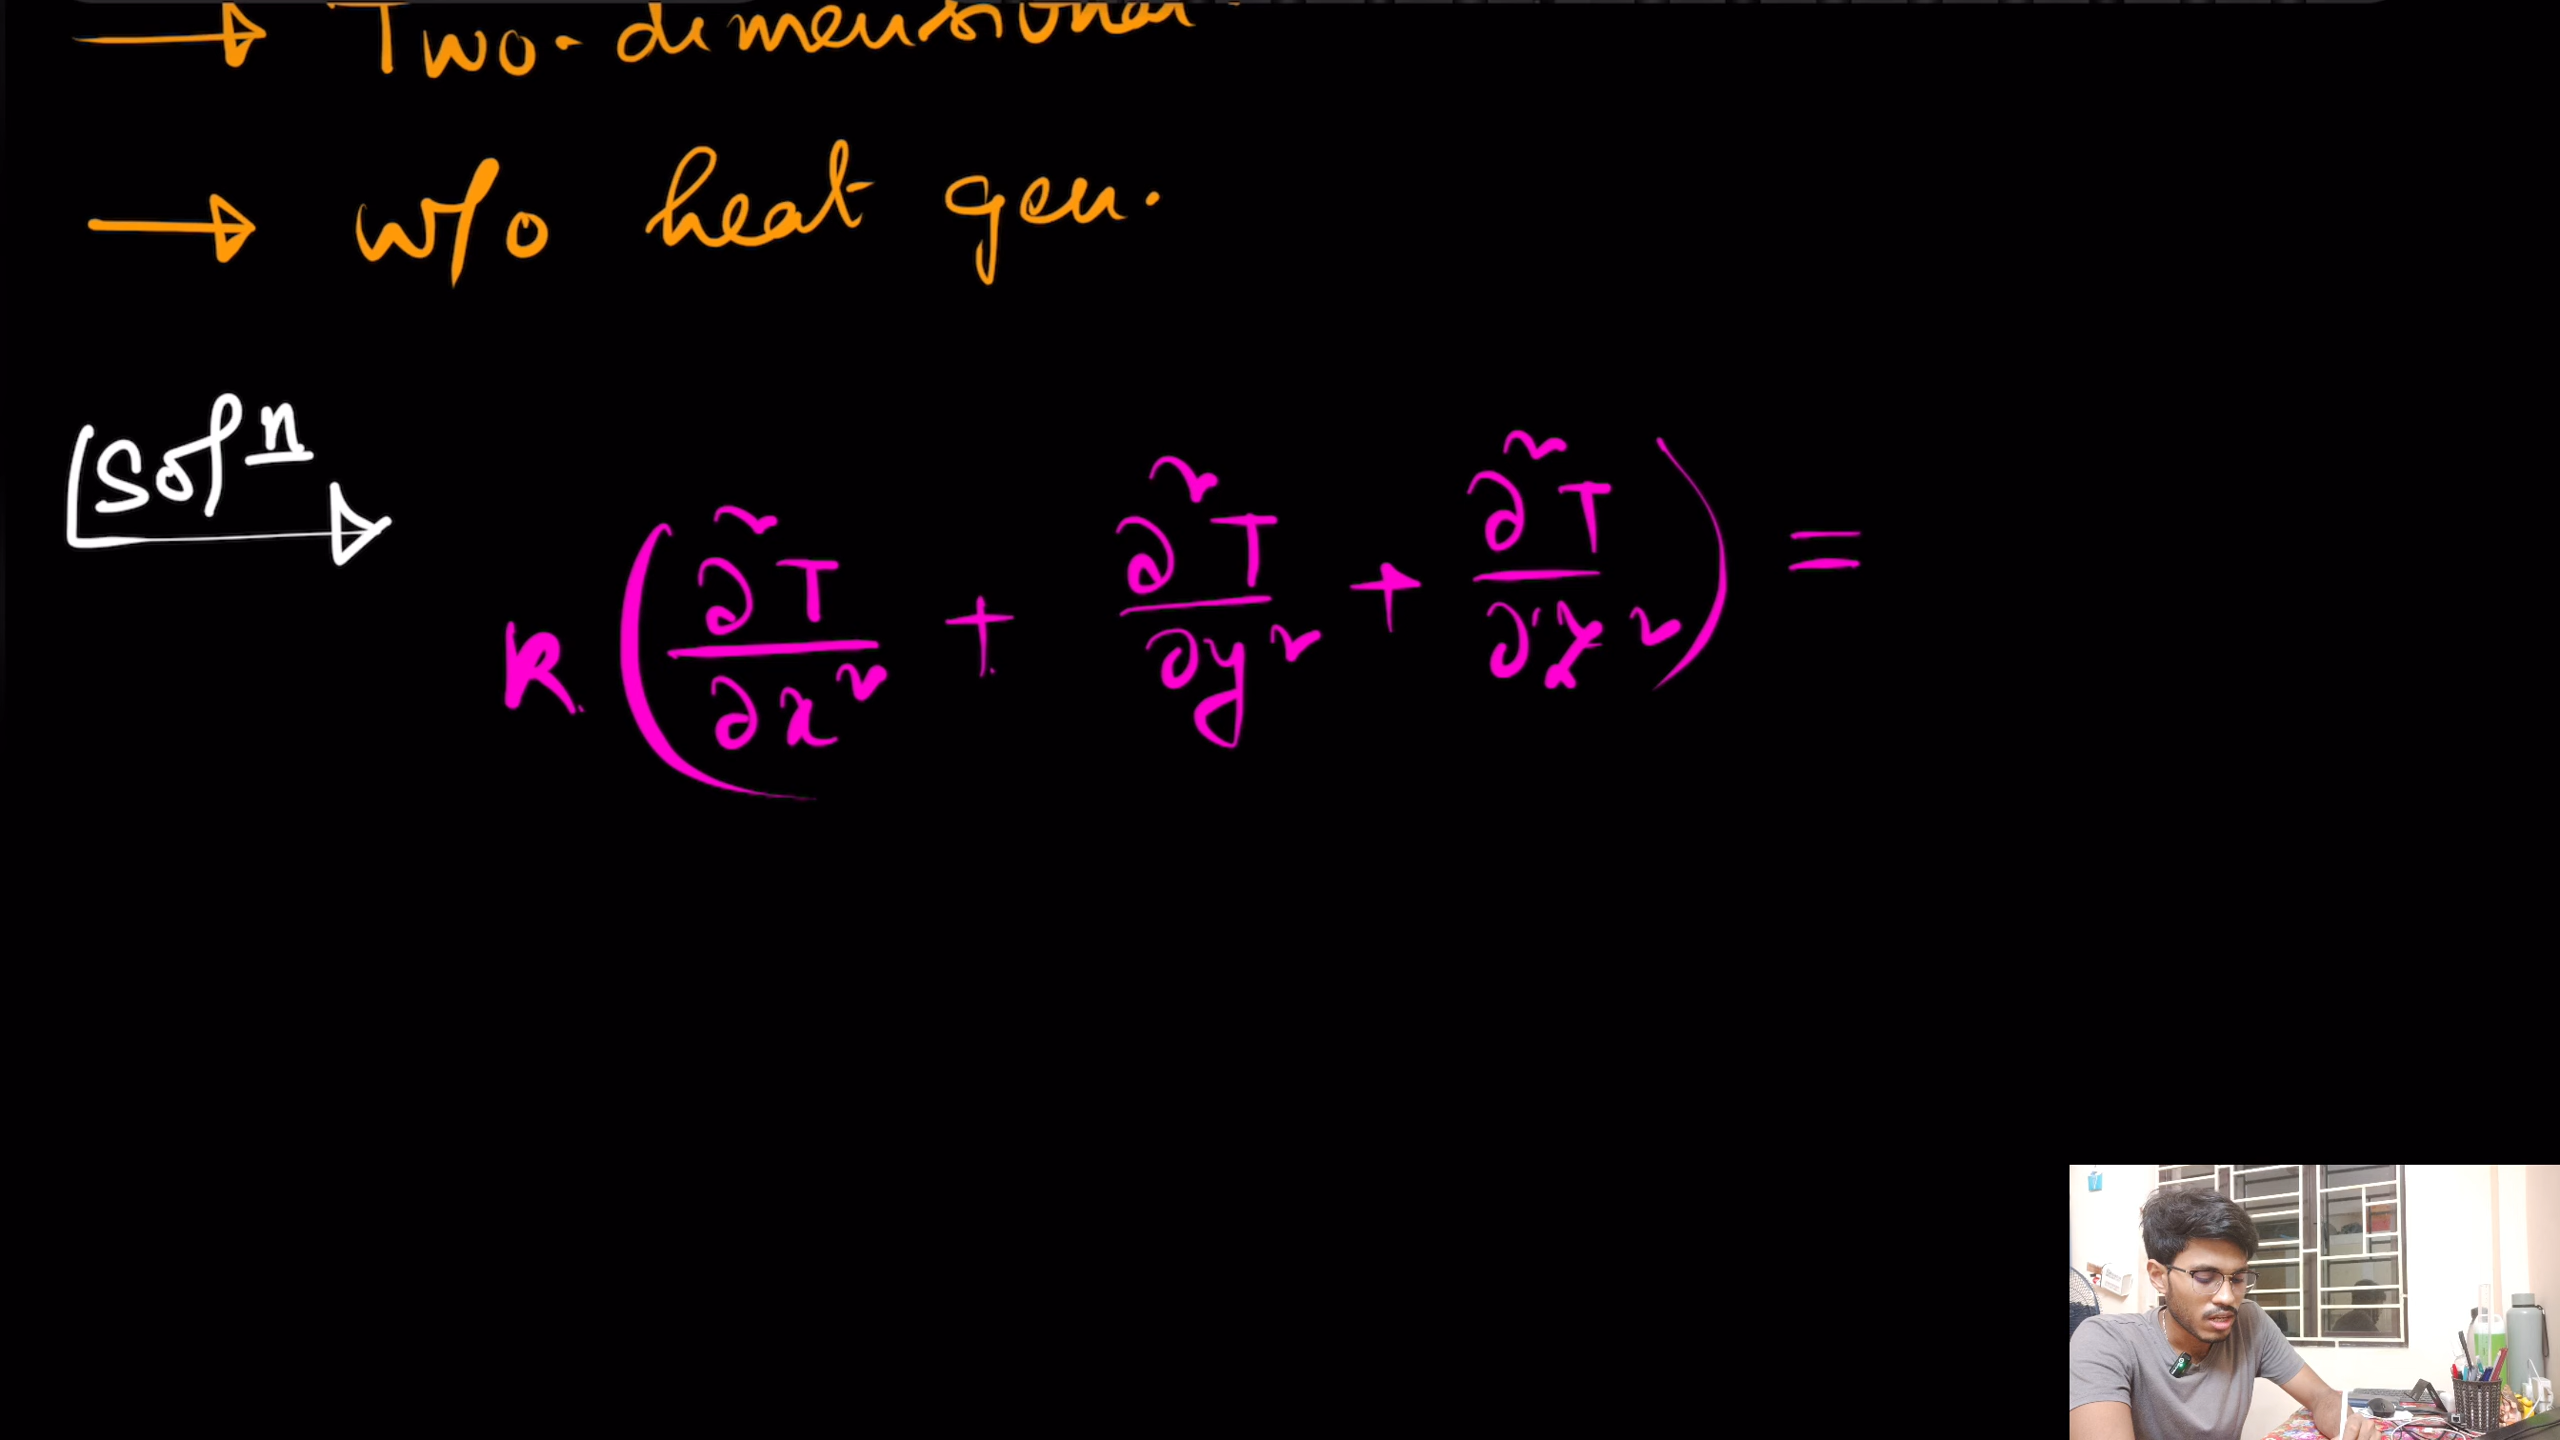 → Two-dimensional.
→ w/o heat gen.
Solⁿ
k (∂²T/∂x² + ∂²T/∂y² + ∂²T/∂z²) =